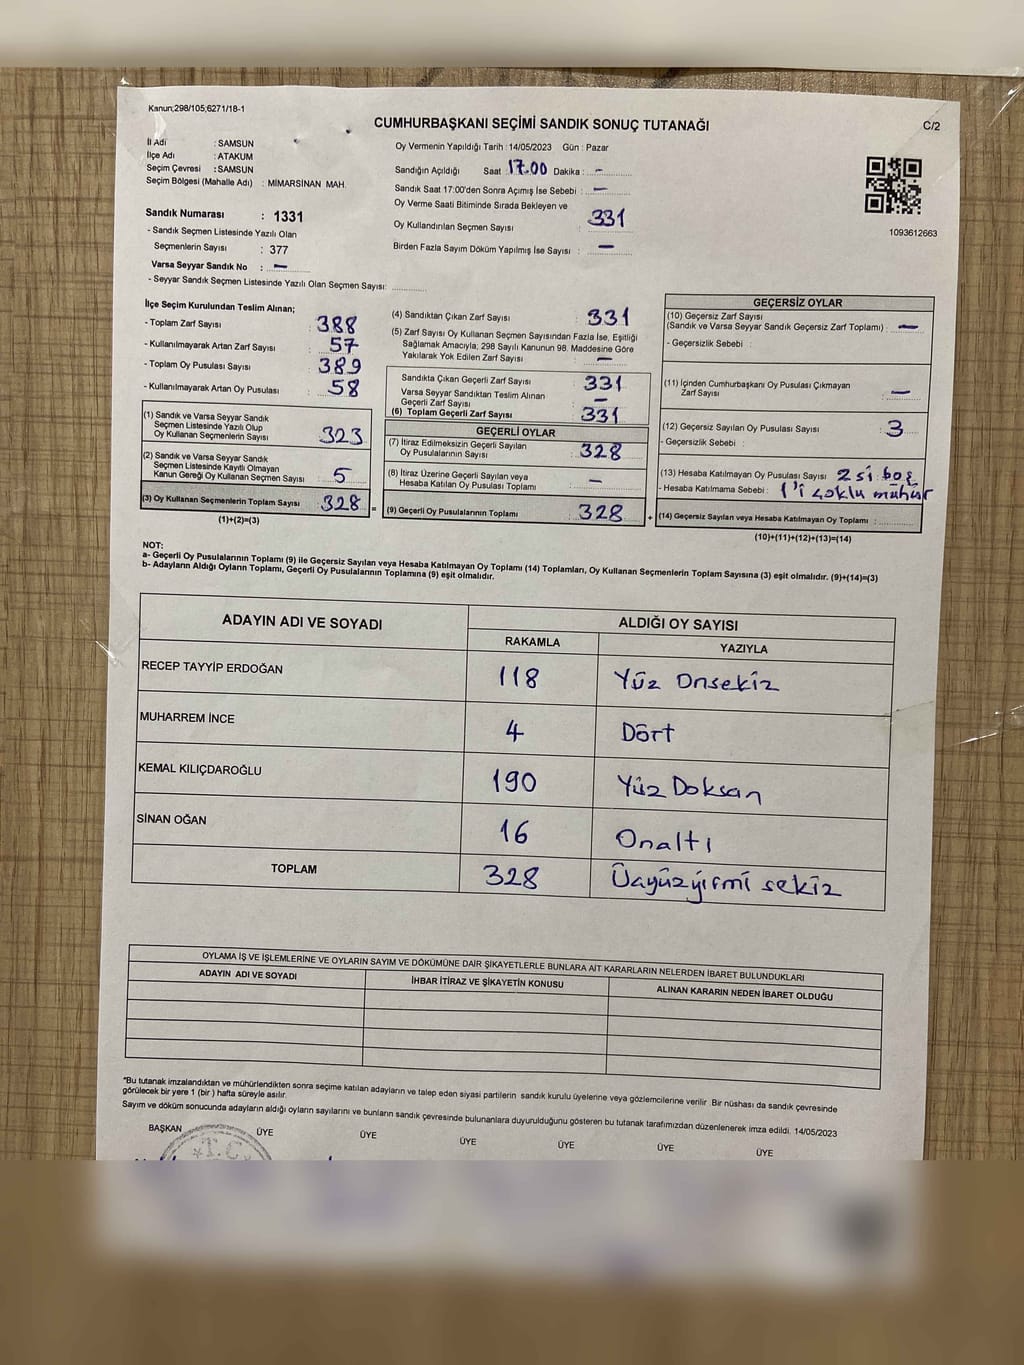 Kanun;298/105;6271/18-1
CUMHURBAŞKANI SEÇİMİ SANDIK SONUÇ TUTANAĞI
C/2
İl Adı : SAMSUN
İlçe Adı : ATAKUM
Seçim Çevresi : SAMSUN
Seçim Bölgesi (Mahalle Adı) : MİMARSİNAN MAH.
Sandık Numarası : 1331
- Sandık Seçmen Listesinde Yazılı Olan
Seçmenlerin Sayısı : 377
Varsa Seyyar Sandık No : –
- Seyyar Sandık Seçmen Listesinde Yazılı Olan Seçmen Sayısı: ............
Oy Vermenin Yapıldığı Tarih : 14/05/2023 Gün : Pazar
Sandığın Açıldığı Saat : 17.00 Dakika : –
Sandık Saat 17:00'den Sonra Açımış İse Sebebi : –
Oy Verme Saati Bitiminde Sırada Bekleyen ve
Oy Kullandırılan Seçmen Sayısı : 331
Birden Fazla Sayım Döküm Yapılmış İse Sayısı : –
1093612663
İlçe Seçim Kurulundan Teslim Alınan;
- Toplam Zarf Sayısı : 388
- Kullanılmayarak Artan Zarf Sayısı : 57
- Toplam Oy Pusulası Sayısı : 389
- Kullanılmayarak Artan Oy Pusulası : 58
(1) Sandık ve Varsa Seyyar Sandık
Seçmen Listesinde Yazılı Olup
Oy Kullanan Seçmenlerin Sayısı : 323
(2) Sandık ve Varsa Seyyar Sandık
Seçmen Listesinde Kayıtlı Olmayan
Kanun Gereği Oy Kullanan Seçmen Sayısı : 5
(3) Oy Kullanan Seçmenlerin Toplam Sayısı : 328
(1)+(2)=(3)
=
(4) Sandıktan Çıkan Zarf Sayısı : 331
(5) Zarf Sayısı Oy Kullanan Seçmen Sayısından Fazla İse, Eşitliği
Sağlamak Amacıyla; 298 Sayılı Kanunun 98. Maddesine Göre
Yakılarak Yok Edilen Zarf Sayısı : –
Sandıkta Çıkan Geçerli Zarf Sayısı : 331
Varsa Seyyar Sandıktan Teslim Alınan
Geçerli Zarf Sayısı : –
(6) Toplam Geçerli Zarf Sayısı : 331
GEÇERLİ OYLAR
(7) İtiraz Edilmeksizin Geçerli Sayılan
Oy Pusulalarının Sayısı : 328
(8) İtiraz Üzerine Geçerli Sayılan veya
Hesaba Katılan Oy Pusulası Toplamı : –
(9) Geçerli Oy Pusulalarının Toplamı : 328
+
GEÇERSİZ OYLAR
(10) Geçersiz Zarf Sayısı
(Sandık ve Varsa Seyyar Sandık Geçersiz Zarf Toplamı) : –
- Geçersizlik Sebebi :
(11) İçinden Cumhurbaşkanı Oy Pusulası Çıkmayan
Zarf Sayısı : –
(12) Geçersiz Sayılan Oy Pusulası Sayısı : 3
- Geçersizlik Sebebi :
(13) Hesaba Katılmayan Oy Pusulası Sayısı : 2 si boş
- Hesaba Katılmama Sebebi : 1'i çoklu mühür
(14) Geçersiz Sayılan veya Hesaba Katılmayan Oy Toplamı : ............
(10)+(11)+(12)+(13)=(14)
NOT:
a- Geçerli Oy Pusulalarının Toplamı (9) ile Geçersiz Sayılan veya Hesaba Katılmayan Oy Toplamı (14) Toplamları, Oy Kullanan Seçmenlerin Toplam Sayısına (3) eşit olmalıdır. (9)+(14)=(3)
b- Adayların Aldığı Oyların Toplamı, Geçerli Oy Pusulalarının Toplamına (9) eşit olmalıdır.
ADAYIN ADI VE SOYADI
ALDIĞI OY SAYISI
RAKAMLA YAZIYLA
RECEP TAYYİP ERDOĞAN 118 Yüz Onsekiz
MUHARREM İNCE 4 Dört
KEMAL KILIÇDAROĞLU 190 Yüz Doksan
SİNAN OĞAN 16 Onaltı
TOPLAM 328 Üçyüzyirmi sekiz
OYLAMA İŞ VE İŞLEMLERİNE VE OYLARIN SAYIM VE DÖKÜMÜNE DAİR ŞİKAYETLERLE BUNLARA AİT KARARLARIN NELERDEN İBARET BULUNDUKLARI
ADAYIN ADI VE SOYADI İHBAR İTİRAZ VE ŞİKAYETİN KONUSU ALINAN KARARIN NEDEN İBARET OLDUĞU
*Bu tutanak imzalandıktan ve mühürlendikten sonra seçime katılan adayların ve talep eden siyasi partilerin sandık kurulu üyelerine veya gözlemcilerine verilir. Bir nüshası da sandık çevresinde
görülecek bir yere 1 (bir ) hafta süreyle asılır.
Sayım ve döküm sonucunda adayların aldığı oyların sayılarını ve bunların sandık çevresinde bulunanlara duyurulduğunu gösteren bu tutanak tarafımızdan düzenlenerek imza edildi. 14/05/2023
BAŞKAN ÜYE ÜYE ÜYE ÜYE ÜYE ÜYE
T.C